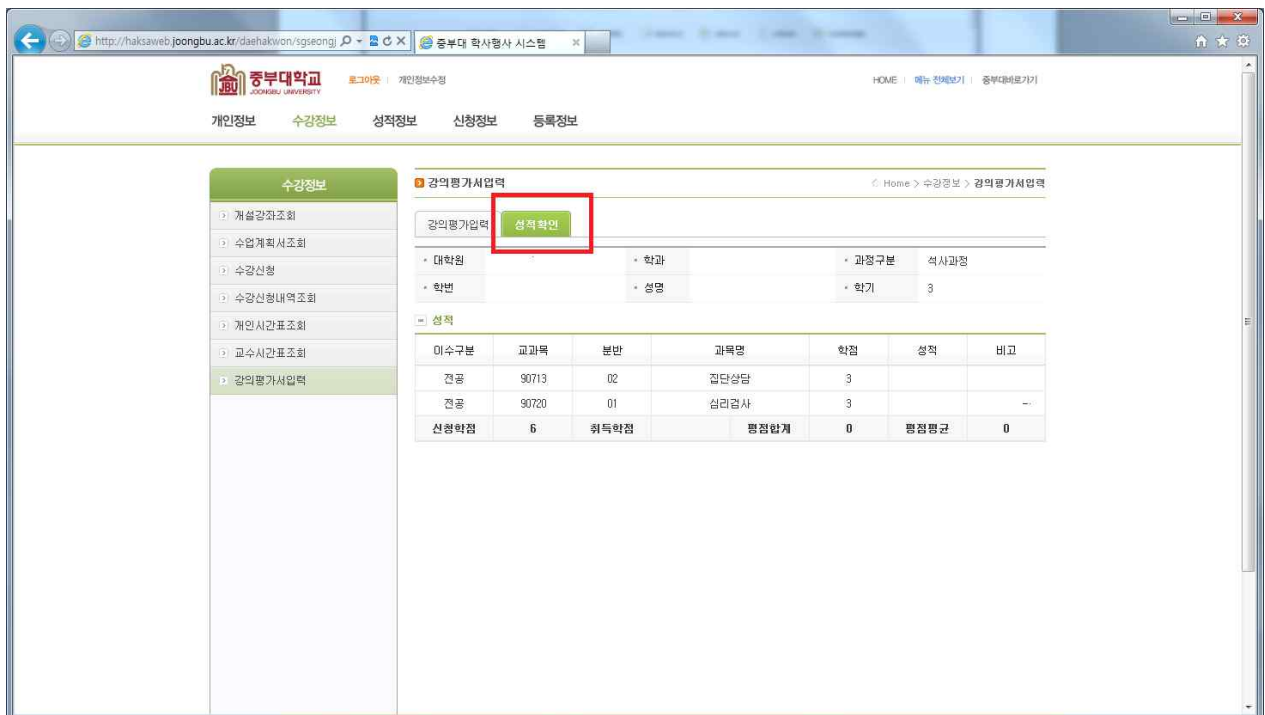 http://haksaweb.joongbu.ac.kr/daehakwon/sgseongj
중부대 학사행사 시스템
중부대학교
JOONGBU UNIVERSITY
로그아웃 개인정보수정
HOME 메뉴 전체보기 중부대바로가기
개인정보 수강정보 성적정보 신청정보 등록정보
수강정보
개설강좌조회
수업계획서조회
수강신청
수강신청내역조회
개인시간표조회
교수시간표조회
강의평가서입력
강의평가서입력
Home > 수강정보 > 강의평가서입력
강의평가입력 성적확인
대학원 학과 과정구분 석사과정
학번 성명 학기 3
성적
이수구분 교과목 분반 과목명 학점 성적 비고
전공 90713 02 집단상담 3
전공 90720 01 심리검사 3 --
신청학점 6 취득학점 평점합계 0 평점평균 0